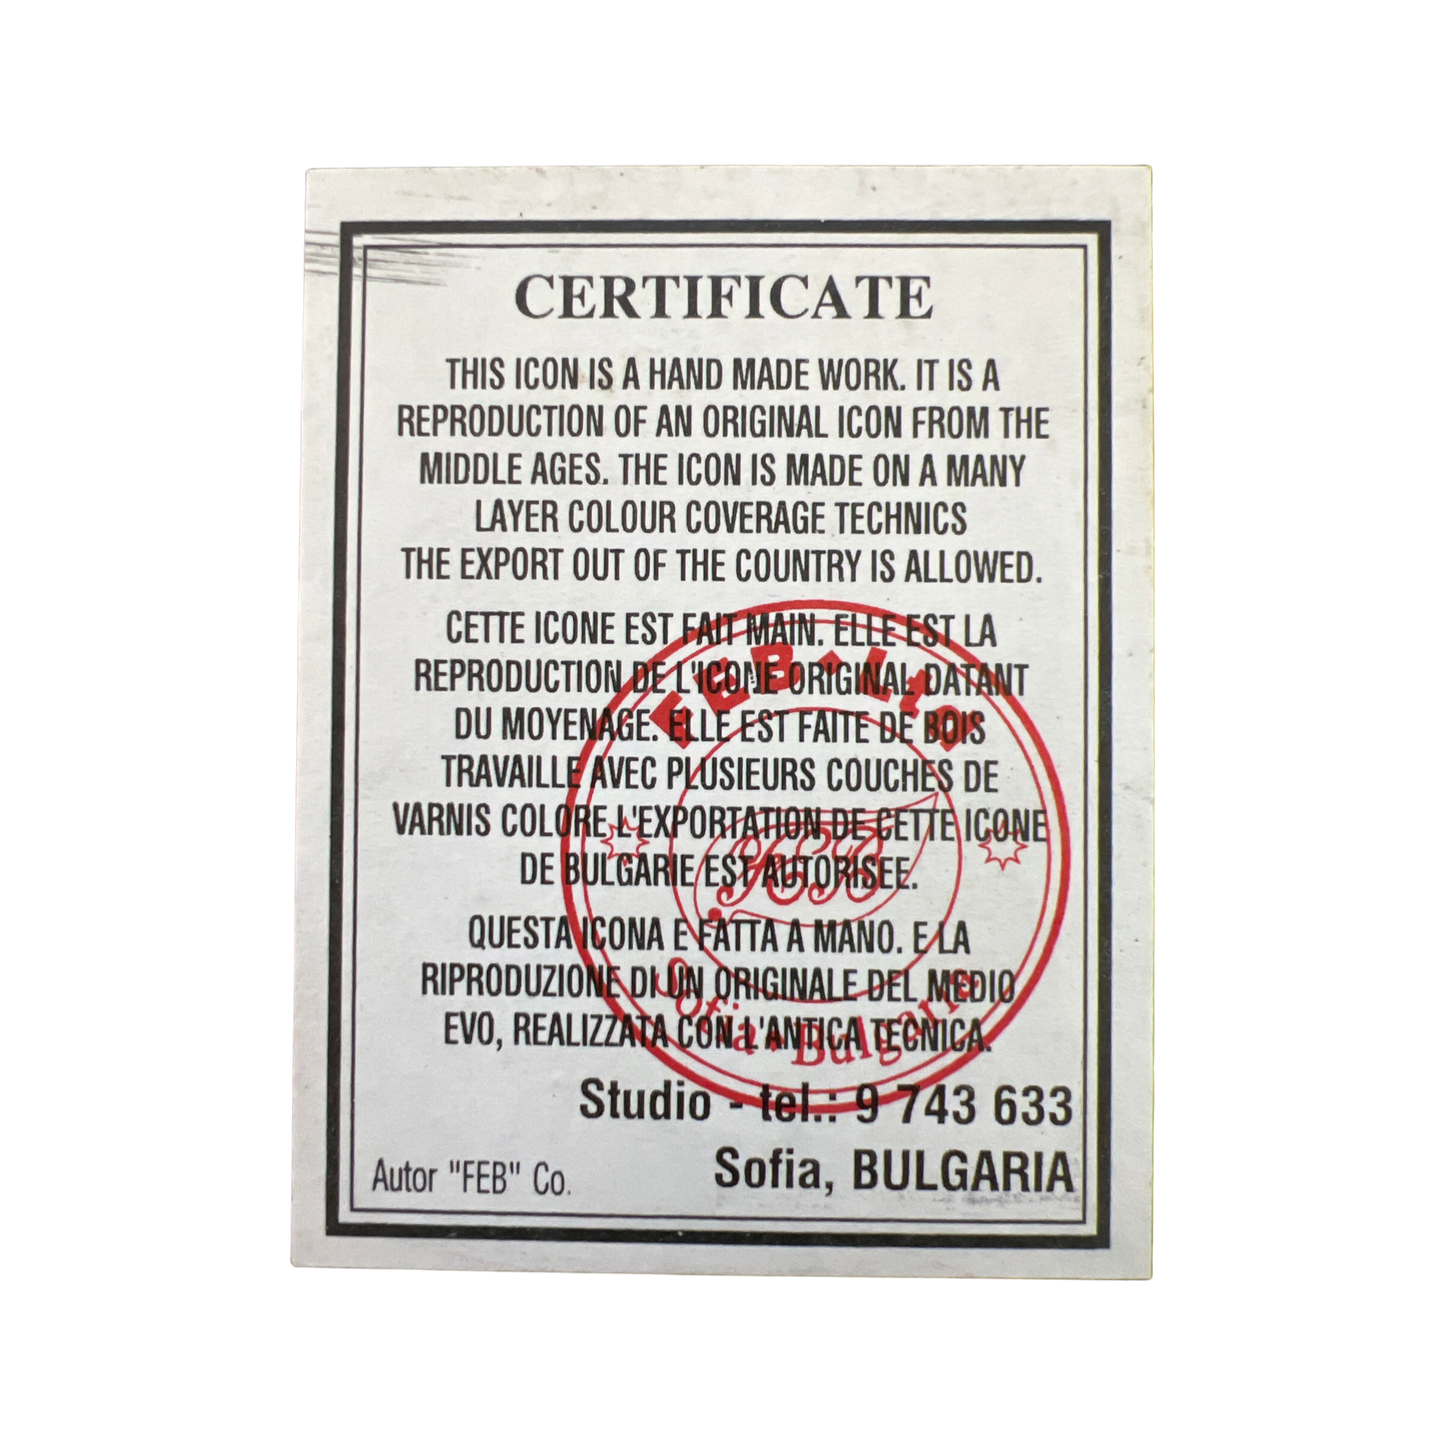 CERTIFICATE
THIS ICON IS A HAND MADE WORK. IT IS A
REPRODUCTION OF AN ORIGINAL ICON FROM THE
MIDDLE AGES. THE ICON IS MADE ON A MANY
LAYER COLOUR COVERAGE TECHNICS
THE EXPORT OUT OF THE COUNTRY IS ALLOWED.
CETTE ICONE EST FAIT MAIN. ELLE EST LA
REPRODUCTION DE L'ICONE ORIGINAL DATANT
DU MOYENAGE. ELLE EST FAITE DE BOIS
TRAVAILLE AVEC PLUSIEURS COUCHES DE
VARNIS COLORE L'EXPORTATION DE CETTE ICONE
DE BULGARIE EST AUTORISEE.
QUESTA ICONA E FATTA A MANO. E LA
RIPRODUZIONE DI UN ORIGINALE DEL MEDIO
EVO, REALIZZATA CON L'ANTICA TECNICA.
Studio - tel.: 9 743 633
Sofia, BULGARIA
Autor "FEB" Co.
FEB • Ltd
FEB
Sofia • Bulgarie